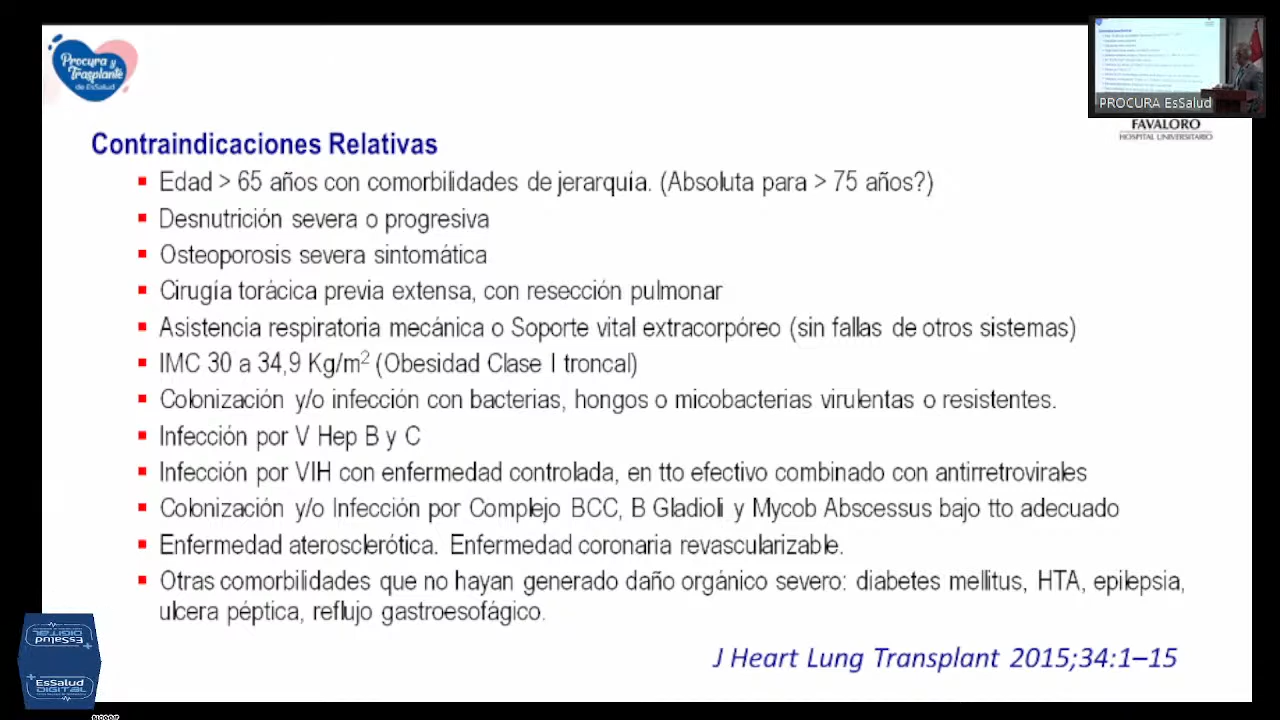 Procura y
Trasplante
de EsSalud
PROCURA EsSalud
FAVALORO
HOSPITAL UNIVERSITARIO
Contraindicaciones Relativas
Edad > 65 años con comorbilidades de jerarquía. (Absoluta para > 75 años?)
Desnutrición severa o progresiva
Osteoporosis severa sintomática
Cirugía torácica previa extensa, con resección pulmonar
Asistencia respiratoria mecánica o Soporte vital extracorpóreo (sin fallas de otros sistemas)
IMC 30 a 34,9 Kg/m² (Obesidad Clase I troncal)
Colonización y/o infección con bacterias, hongos o micobacterias virulentas o resistentes.
Infección por V Hep B y C
Infección por VIH con enfermedad controlada, en tto efectivo combinado con antirretrovirales
Colonización y/o Infección por Complejo BCC, B Gladioli y Mycob Abscessus bajo tto adecuado
Enfermedad aterosclerótica. Enfermedad coronaria revascularizable.
Otras comorbilidades que no hayan generado daño orgánico severo: diabetes mellitus, HTA, epilepsia,
ulcera péptica, reflujo gastroesofágico.
J Heart Lung Transplant 2015;34:1–15
EsSalud
DIGITAL
EsSalud
DIGITAL